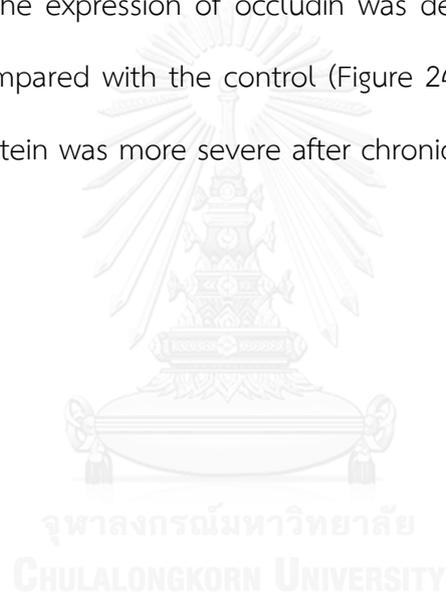 he expression of occludin was de
mpared with the control (Figure 24
tein was more severe after chronic
จุฬาลงกรณ์มหาวิทยาลัย
CHULALONGKORN UNIVERSITY